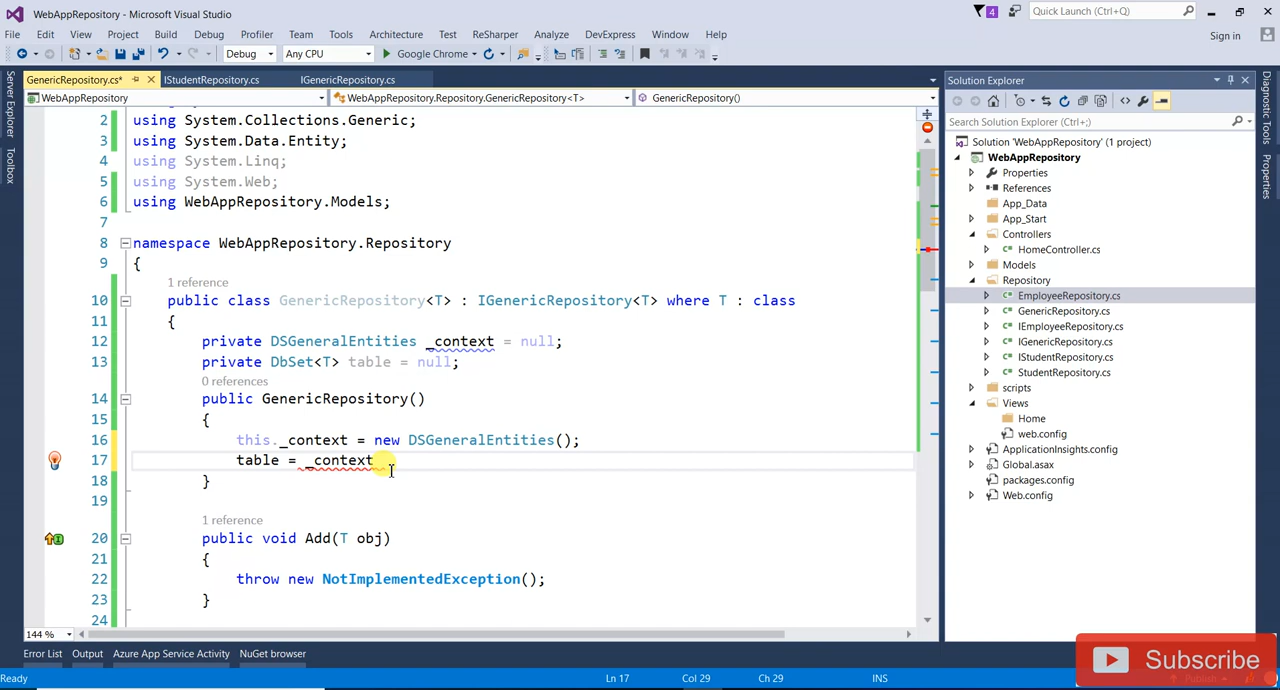 WebAppRepository - Microsoft Visual Studio
4
Quick Launch (Ctrl+Q)
File Edit View Project Build Debug Profiler Team Tools Architecture Test ReSharper Analyze DevExpress Window Help
Sign in
Debug Any CPU Google Chrome
GenericRepository.cs* IStudentRepository.cs IGenericRepository.cs
WebAppRepository WebAppRepository.Repository.GenericRepository<T> GenericRepository()
Server Explorer
Toolbox
2 using System.Collections.Generic;
3 using System.Data.Entity;
4 using System.Linq;
5 using System.Web;
6 using WebAppRepository.Models;
7
8 namespace WebAppRepository.Repository
9 {
1 reference
10 public class GenericRepository<T> : IGenericRepository<T> where T : class
11 {
12 private DSGeneralEntities _context = null;
13 private DbSet<T> table = null;
0 references
14 public GenericRepository()
15 {
16 this._context = new DSGeneralEntities();
17 table = _context
18 }
19
1 reference
20 public void Add(T obj)
21 {
22 throw new NotImplementedException();
23 }
24
144 %
Solution Explorer
Search Solution Explorer (Ctrl+;)
Solution 'WebAppRepository' (1 project)
WebAppRepository
Properties
References
App_Data
App_Start
Controllers
HomeController.cs
Models
Repository
EmployeeRepository.cs
GenericRepository.cs
IEmployeeRepository.cs
IGenericRepository.cs
IStudentRepository.cs
StudentRepository.cs
scripts
Views
Home
web.config
ApplicationInsights.config
Global.asax
packages.config
Web.config
Diagnostic Tools
Properties
Error List Output Azure App Service Activity NuGet browser
Subscribe
Ready Ln 17 Col 29 Ch 29 INS Publish